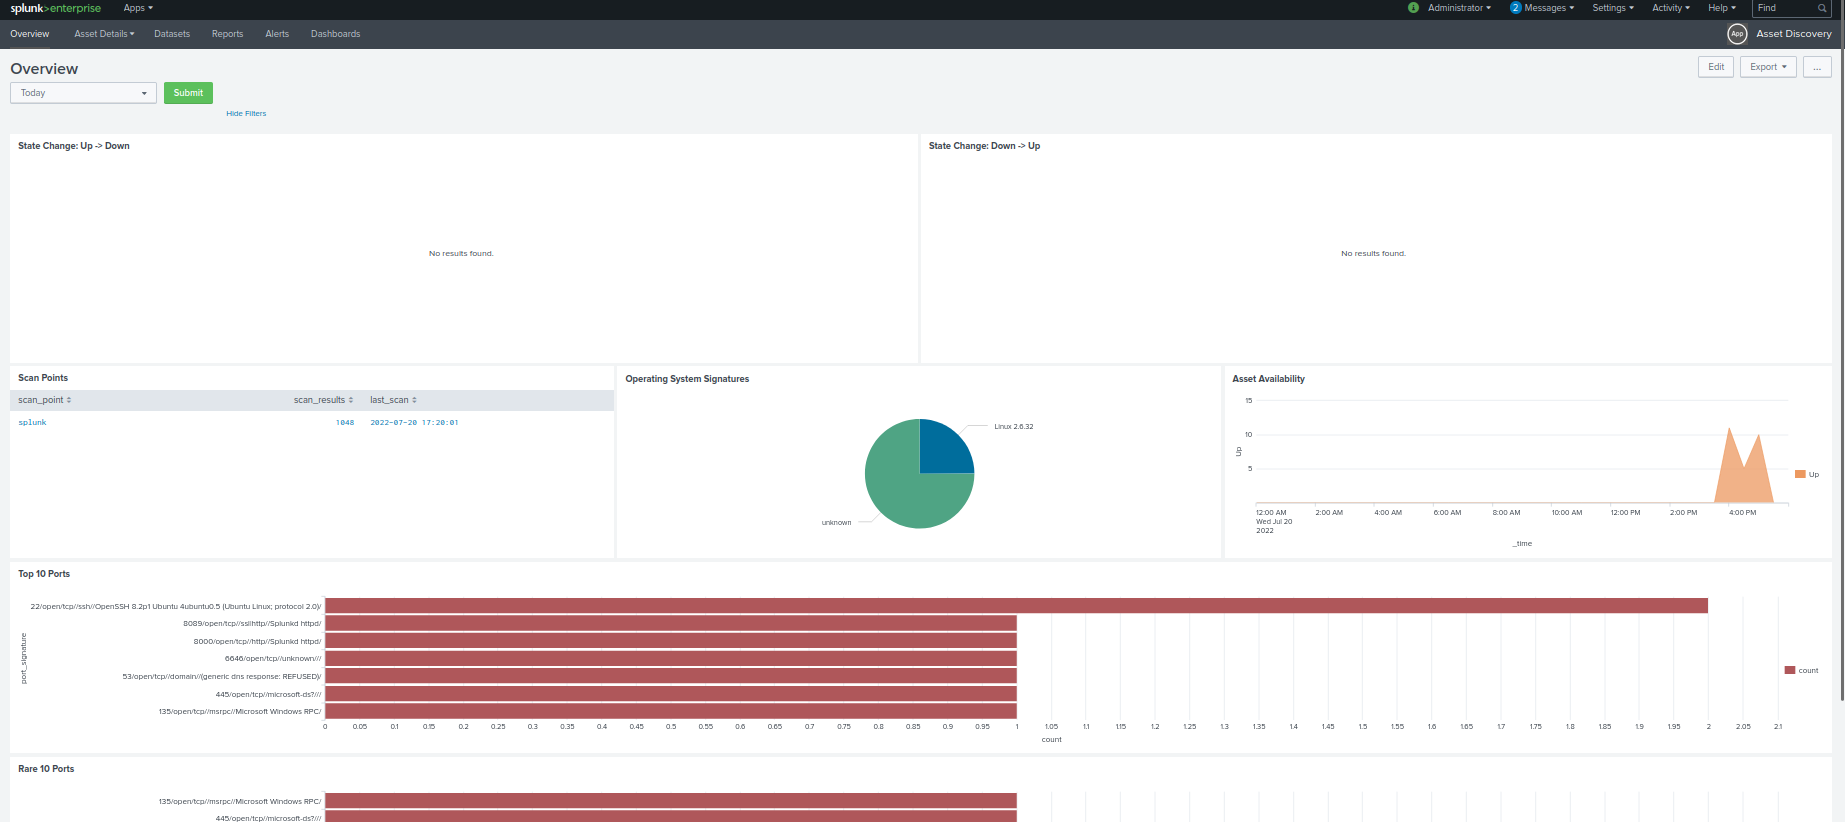 splunk>enterprise Apps Administrator 2 Messages Settings Activity Help Find
Overview Asset Details Datasets Reports Alerts Dashboards App Asset Discovery
Overview
Edit Export ...
Today Submit
Hide Filters
State Change: Up -> Down
State Change: Down -> Up
No results found.
No results found.
Scan Points
scan_point scan_results last_scan
splunk 1048 2022-07-20 17:20:01
Operating System Signatures
Linux 2.6.32
unknown
Asset Availability
15
10
5
Up
Up
12:00 AM 2:00 AM 4:00 AM 6:00 AM 8:00 AM 10:00 AM 12:00 PM 2:00 PM 4:00 PM
Wed Jul 20
2022
_time
Top 10 Ports
port_signature
22/open/tcp//ssh//OpenSSH 8.2p1 Ubuntu 4ubuntu0.5 (Ubuntu Linux; protocol 2.0)/
8089/open/tcp//ssl|http//Splunkd httpd/
8000/open/tcp//http//Splunkd httpd/
6646/open/tcp//unknown///
53/open/tcp//domain//(generic dns response: REFUSED)/
445/open/tcp//microsoft-ds?///
135/open/tcp//msrpc//Microsoft Windows RPC/
count
0 0.05 0.1 0.15 0.2 0.25 0.3 0.35 0.4 0.45 0.5 0.55 0.6 0.65 0.7 0.75 0.8 0.85 0.9 0.95 1 1.05 1.1 1.15 1.2 1.25 1.3 1.35 1.4 1.45 1.5 1.55 1.6 1.65 1.7 1.75 1.8 1.85 1.9 1.95 2 2.05 2.1
count
Rare 10 Ports
135/open/tcp//msrpc//Microsoft Windows RPC/
445/open/tcp//microsoft-ds?///